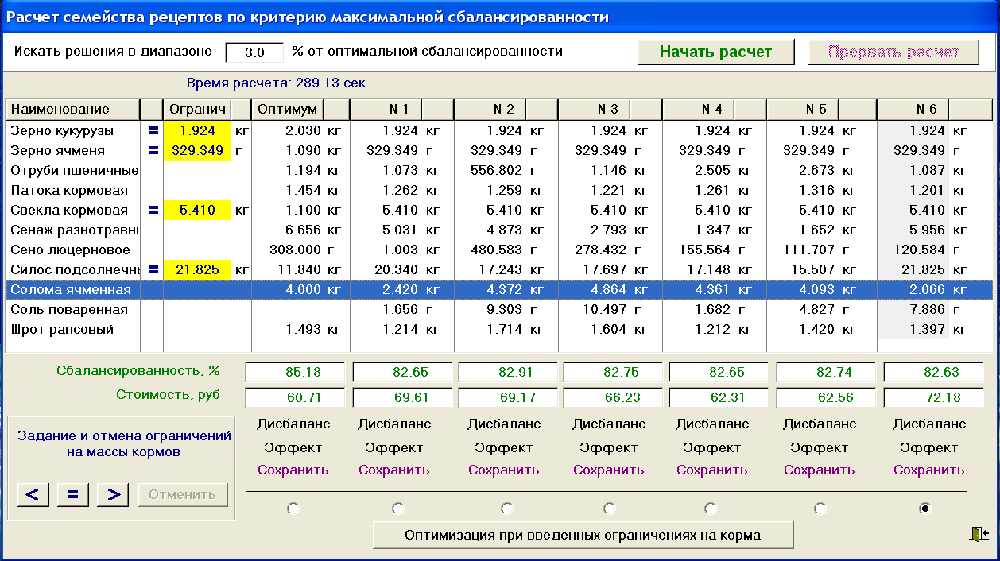 Расчет семейства рецептов по критерию максимальной сбалансированности
Искать решения в диапазоне 3.0 % от оптимальной сбалансированности Начать расчет Прервать расчет
Время расчета: 289.13 сек
Наименование Огранич Оптимум N 1 N 2 N 3 N 4 N 5 N 6
Зерно кукурузы = 1.924 кг 2.030 кг 1.924 кг 1.924 кг 1.924 кг 1.924 кг 1.924 кг 1.924 кг
Зерно ячменя = 329.349 г 1.090 кг 329.349 г 329.349 г 329.349 г 329.349 г 329.349 г 329.349 г
Отруби пшеничные 1.194 кг 1.073 кг 556.802 г 1.146 кг 2.505 кг 2.673 кг 1.087 кг
Патока кормовая 1.454 кг 1.262 кг 1.259 кг 1.221 кг 1.261 кг 1.316 кг 1.201 кг
Свекла кормовая = 5.410 кг 1.100 кг 5.410 кг 5.410 кг 5.410 кг 5.410 кг 5.410 кг 5.410 кг
Сенаж разнотравнь 6.656 кг 5.031 кг 4.873 кг 2.793 кг 1.347 кг 1.652 кг 5.956 кг
Сено люцерновое 308.000 г 1.003 кг 480.583 г 278.432 г 155.564 г 111.707 г 120.584 г
Силос подсолнечнь = 21.825 кг 11.840 кг 20.340 кг 17.243 кг 17.697 кг 17.148 кг 15.507 кг 21.825 кг
Солома ячменная 4.000 кг 2.420 кг 4.372 кг 4.864 кг 4.361 кг 4.093 кг 2.066 кг
Соль поваренная 1.656 г 9.303 г 10.497 г 1.682 г 4.827 г 7.886 г
Шрот рапсовый 1.493 кг 1.214 кг 1.714 кг 1.604 кг 1.212 кг 1.420 кг 1.397 кг
Сбалансированность, % 85.18 82.65 82.91 82.75 82.65 82.74 82.63
Стоимость, руб 60.71 69.61 69.17 66.23 62.31 62.56 72.18
Дисбаланс Дисбаланс Дисбаланс Дисбаланс Дисбаланс Дисбаланс Дисбаланс
Эффект Эффект Эффект Эффект Эффект Эффект Эффект
Сохранить Сохранить Сохранить Сохранить Сохранить Сохранить Сохранить
Задание и отмена ограничений
на массы кормов
< = > Отменить
Оптимизация при введенных ограничениях на корма